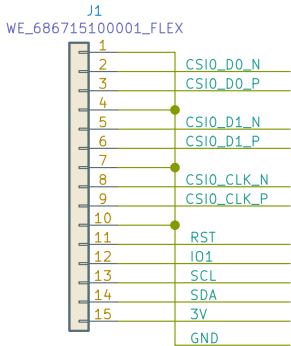 J1
WE_686715100001_FLEX
1
2 CSI0_D0_N
3 CSI0_D0_P
4
5 CSI0_D1_N
6 CSI0_D1_P
7
8 CSI0_CLK_N
9 CSI0_CLK_P
10
11 RST
12 IO1
13 SCL
14 SDA
15 3V
GND